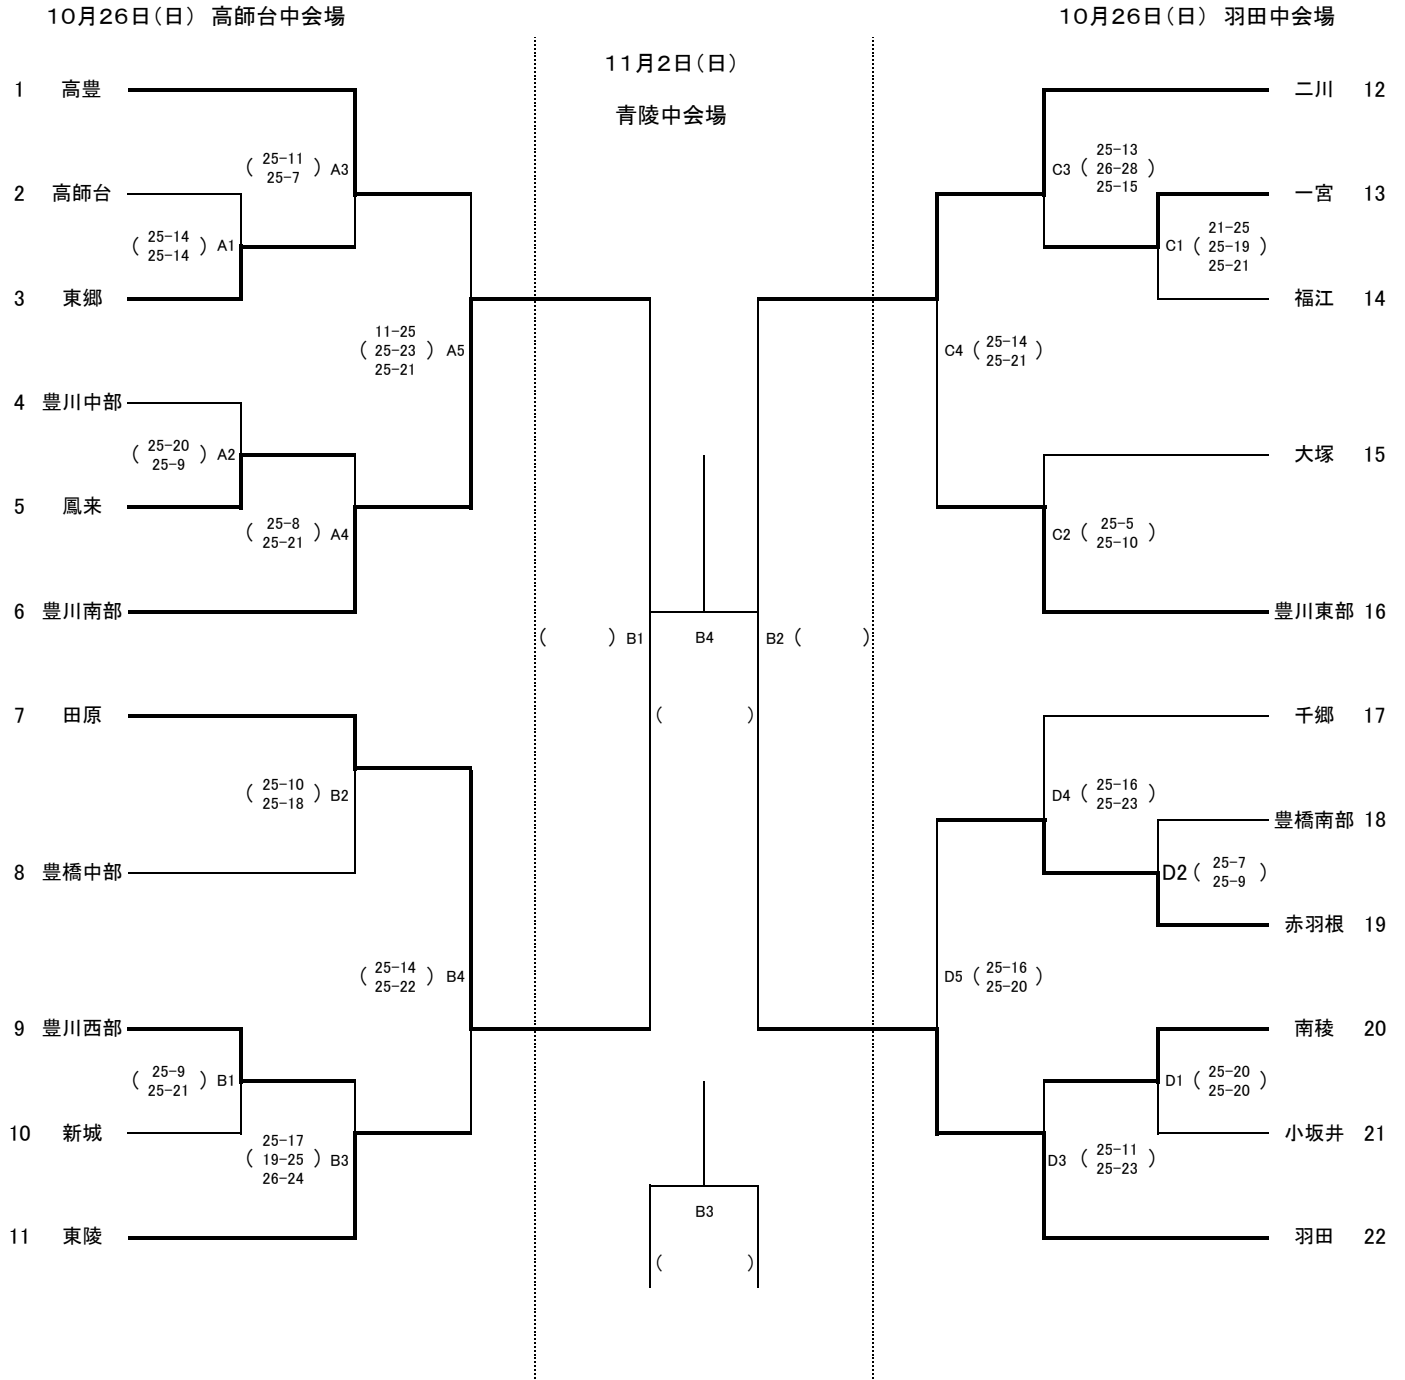 10月26日(日) 高師台中会場
10月26日(日) 羽田中会場
11月2日(日)
青陵中会場
1 高豊
( 25-11
25-7 ) A3
2 高師台
( 25-14
25-14 ) A1
3 東郷
( 11-25
25-23
25-21 ) A5
4 豊川中部
( 25-20
25-9 ) A2
5 鳳来
( 25-8
25-21 ) A4
6 豊川南部
7 田原
( 25-10
25-18 ) B2
8 豊橋中部
( 25-14
25-22 ) B4
9 豊川西部
( 25-9
25-21 ) B1
10 新城
( 25-17
19-25
26-24 ) B3
11 東陵
( ) B1
B4
( )
B2 ( )
B3
( )
二川 12
C3 ( 25-13
26-28
25-15 )
一宮 13
C1 ( 21-25
25-19
25-21 )
福江 14
C4 ( 25-14
25-21 )
大塚 15
C2 ( 25-5
25-10 )
豊川東部 16
千郷 17
D4 ( 25-16
25-23 )
豊橋南部 18
D2 ( 25-7
25-9 )
赤羽根 19
D5 ( 25-16
25-20 )
南稜 20
D1 ( 25-20
25-20 )
小坂井 21
D3 ( 25-11
25-23 )
羽田 22